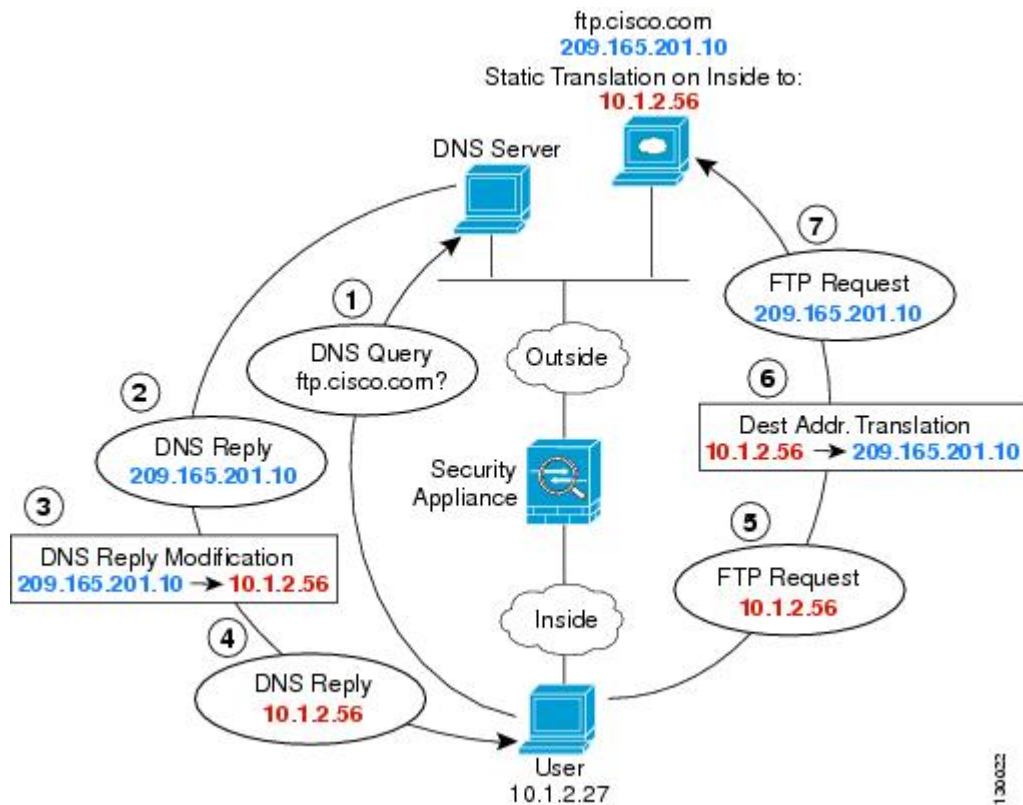 ftp.cisco.com
209.165.201.10
Static Translation on Inside to:
10.1.2.56
DNS Server
7
FTP Request
209.165.201.10
1
DNS Query
ftp.cisco.com?
Outside
2
DNS Reply
209.165.201.10
6
Dest Addr. Translation
10.1.2.56 → 209.165.201.10
Security
Appliance
3
DNS Reply Modification
209.165.201.10 → 10.1.2.56
5
FTP Request
10.1.2.56
Inside
4
DNS Reply
10.1.2.56
User
10.1.2.27
130022